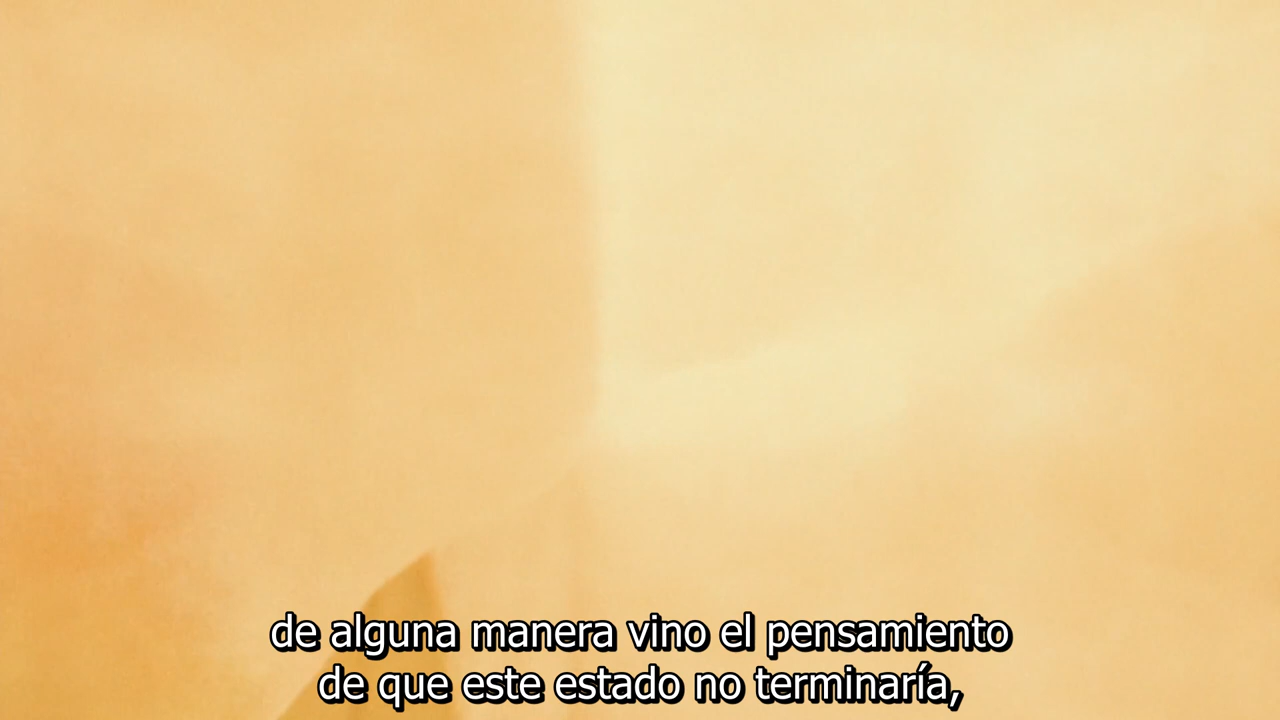 de alguna manera vino el pensamiento
de que este estado no terminaría,